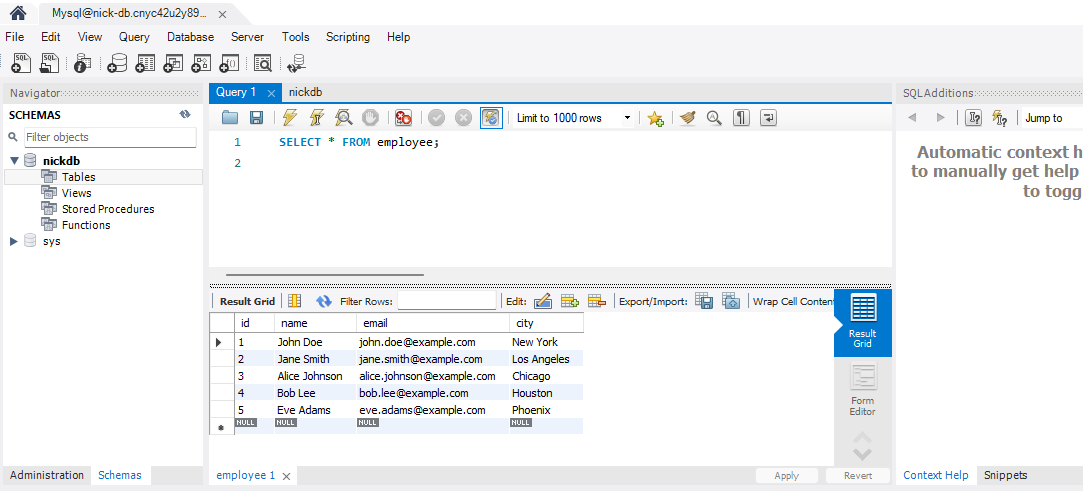 Mysql@nick-db.cnyc42u2y89...
File Edit View Query Database Server Tools Scripting Help
Navigator
SCHEMAS
Filter objects
nickdb
Tables
Views
Stored Procedures
Functions
sys
Administration Schemas
Query 1 nickdb
Limit to 1000 rows
1 SELECT * FROM employee;
2
Result Grid Filter Rows: Edit: Export/Import: Wrap Cell Conten
id name email city
1 John Doe john.doe@example.com New York
2 Jane Smith jane.smith@example.com Los Angeles
3 Alice Johnson alice.johnson@example.com Chicago
4 Bob Lee bob.lee@example.com Houston
5 Eve Adams eve.adams@example.com Phoenix
NULL NULL NULL NULL
Result
Grid
Form
Editor
employee 1
Apply Revert
SQLAdditions
Jump to
Automatic context h
to manually get help
to togg
Context Help Snippets